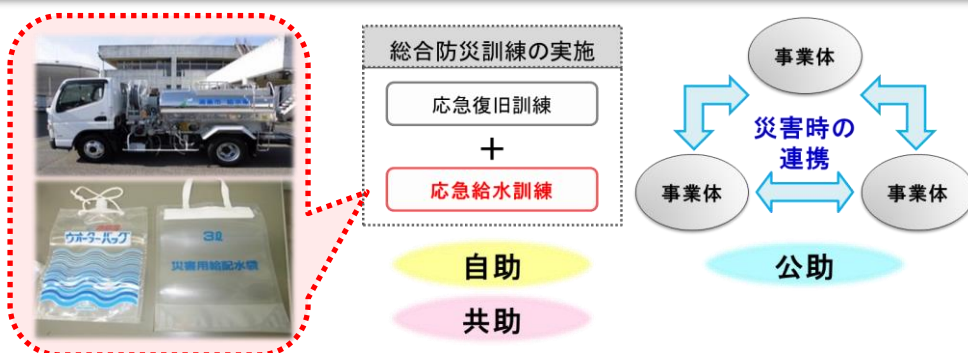 ウォーターバッグ
3ℓ
災害用給配水袋
総合防災訓練の実施
応急復旧訓練
+
応急給水訓練
自助
共助
事業体
災害時の
連携
事業体
事業体
公助